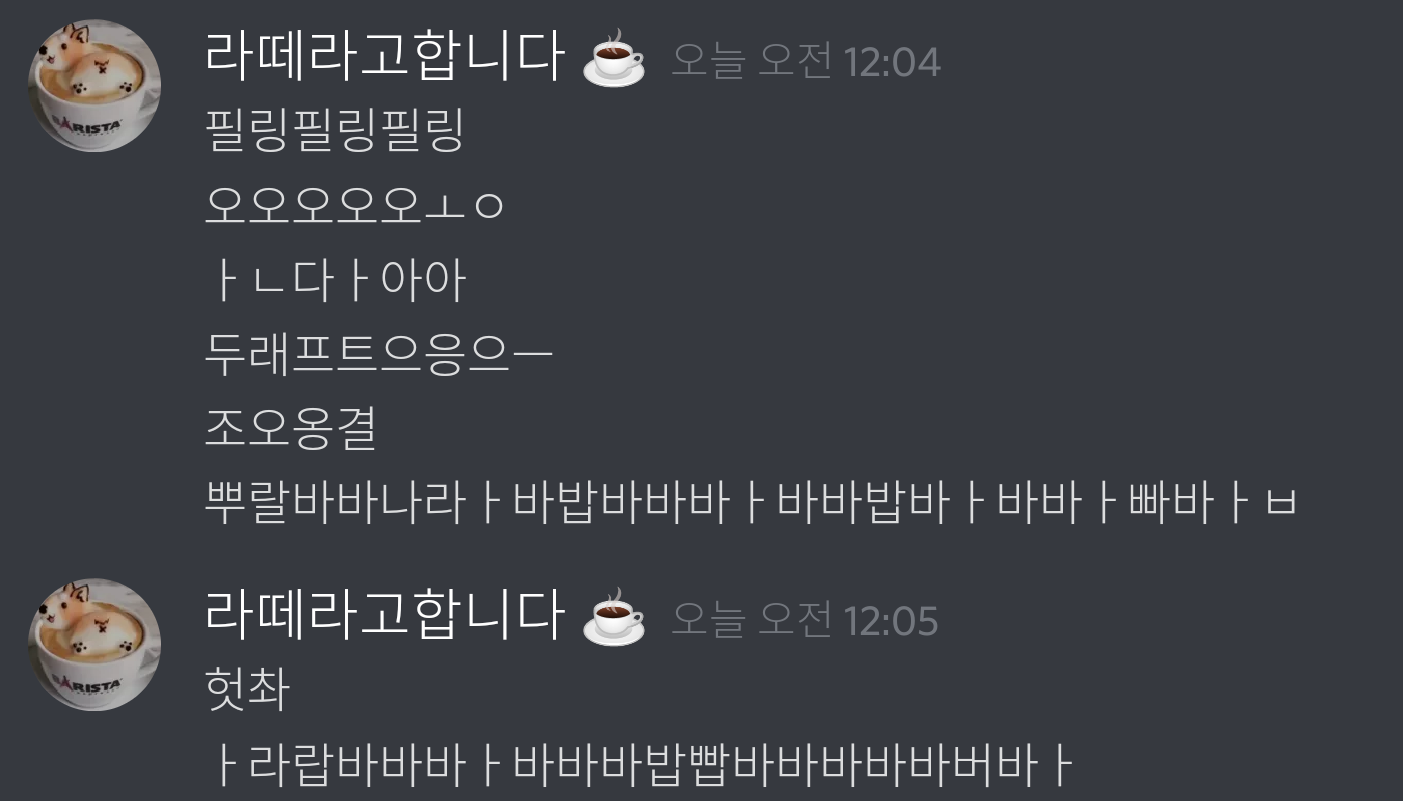 라떼라고합니다 ☕ 오늘 오전 12:04
필링필링필링
오오오오오ㅗㅇ
ㅏㄴ다ㅏ아아
두래프트으응으ㅡ
조오옹결
뿌랄바바나라ㅏ바밥바바바ㅏ바바밥바ㅏ바바ㅏ빠바ㅏㅂ
라떼라고합니다 ☕ 오늘 오전 12:05
헛촤
ㅏ라랍바바바ㅏ바바바밥빱바바바바바버바ㅏ